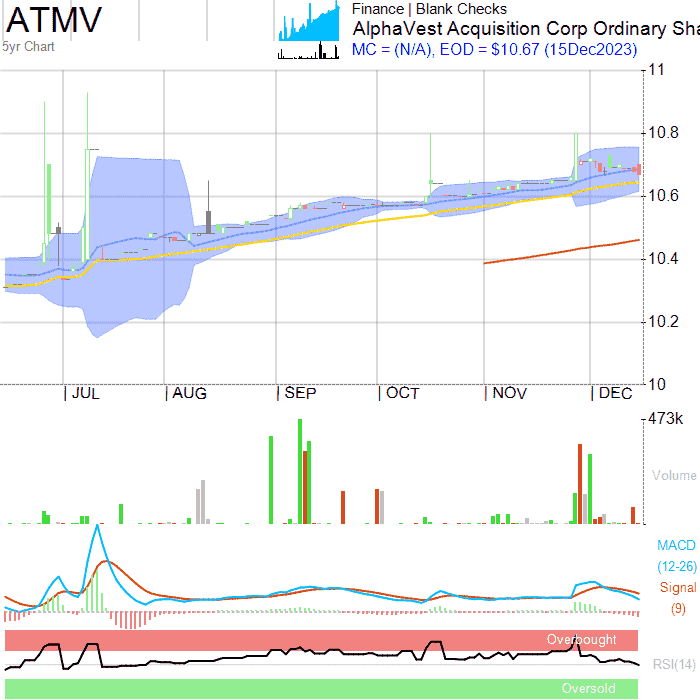 ATMV
5yr Chart
Finance | Blank Checks
AlphaVest Acquisition Corp Ordinary Sha
MC = (N/A), EOD = $10.67 (15Dec2023)
11
10.8
10.6
10.4
10.2
10
JUL AUG SEP OCT NOV DEC
473k
Volume
MACD
(12-26)
Signal
(9)
Overbought
RSI(14)
Oversold